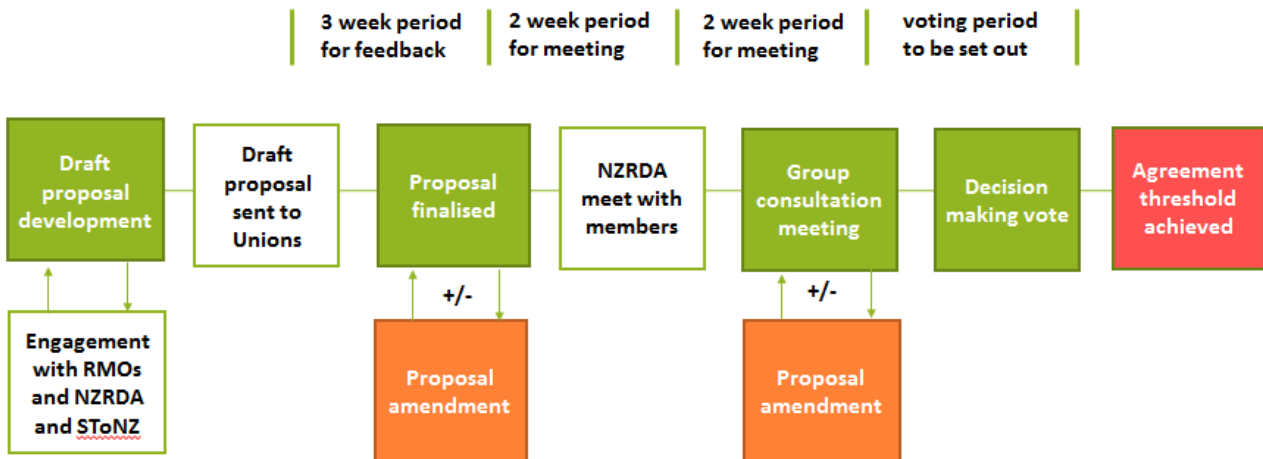 3 week period
for feedback
2 week period
for meeting
2 week period
for meeting
voting period
to be set out
Draft
proposal
development
Draft
proposal
sent to
Unions
Proposal
finalised
NZRDA
meet with
members
Group
consultation
meeting
Decision
making vote
Agreement
threshold
achieved
Engagement
with RMOs
and NZRDA
and SToNZ
+/-
Proposal
amendment
+/-
Proposal
amendment